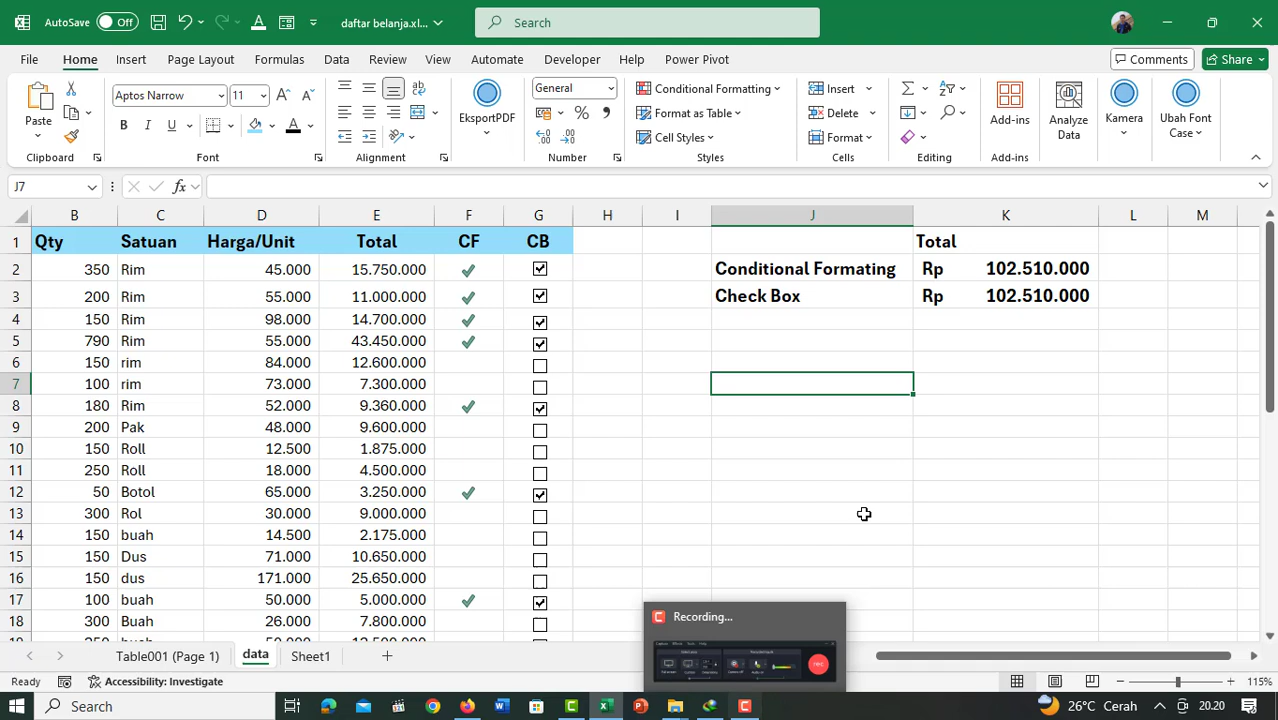 AutoSave Off daftar belanja.xl... Search
File Home Insert Page Layout Formulas Data Review View Automate Developer Help Power Pivot Comments Share
Paste Aptos Narrow 11 B I U A EksportPDF General % Conditional Formatting Format as Table Cell Styles Insert Delete Format Add-ins Analyze Data Kamera Ubah Font Case
Clipboard Font Alignment Number Styles Cells Editing Add-ins
J7 fx
B C D E F G H I J K L M
1 Qty Satuan Harga/Unit Total CF CB Total
2 350 Rim 45.000 15.750.000 Conditional Formating Rp 102.510.000
3 200 Rim 55.000 11.000.000 Check Box Rp 102.510.000
4 150 Rim 98.000 14.700.000
5 790 Rim 55.000 43.450.000
6 150 rim 84.000 12.600.000
7 100 rim 73.000 7.300.000
8 180 Rim 52.000 9.360.000
9 200 Pak 48.000 9.600.000
10 150 Roll 12.500 1.875.000
11 250 Roll 18.000 4.500.000
12 50 Botol 65.000 3.250.000
13 300 Rol 30.000 9.000.000
14 150 buah 14.500 2.175.000
15 150 Dus 71.000 10.650.000
16 150 dus 171.000 25.650.000
17 100 buah 50.000 5.000.000
18 300 Buah 26.000 7.800.000
Recording...
rec
Table001 (Page 1) data Sheet1
Ready Accessibility: Investigate 115%
Search 26°C Cerah 20.20